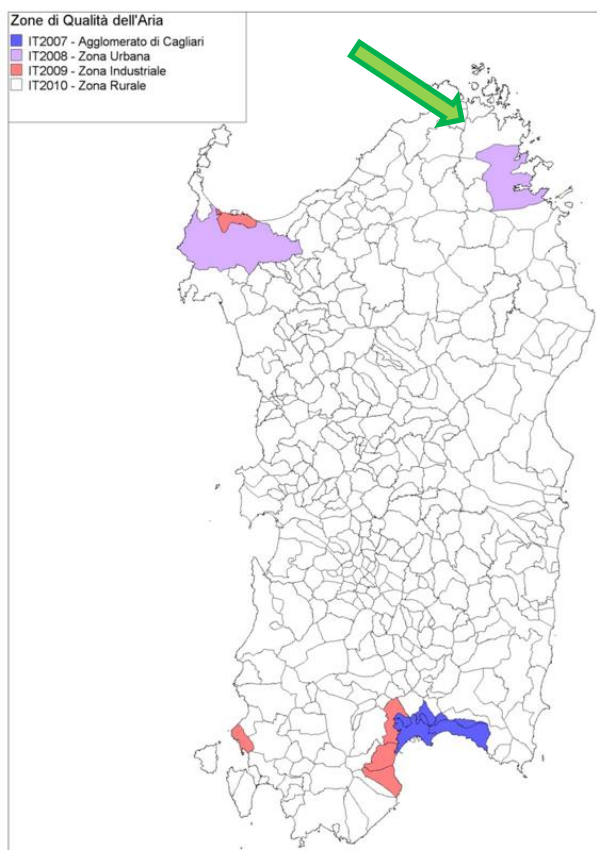 Zone di Qualità dell'Aria
IT2007 - Agglomerato di Cagliari
IT2008 - Zona Urbana
IT2009 - Zona Industriale
IT2010 - Zona Rurale